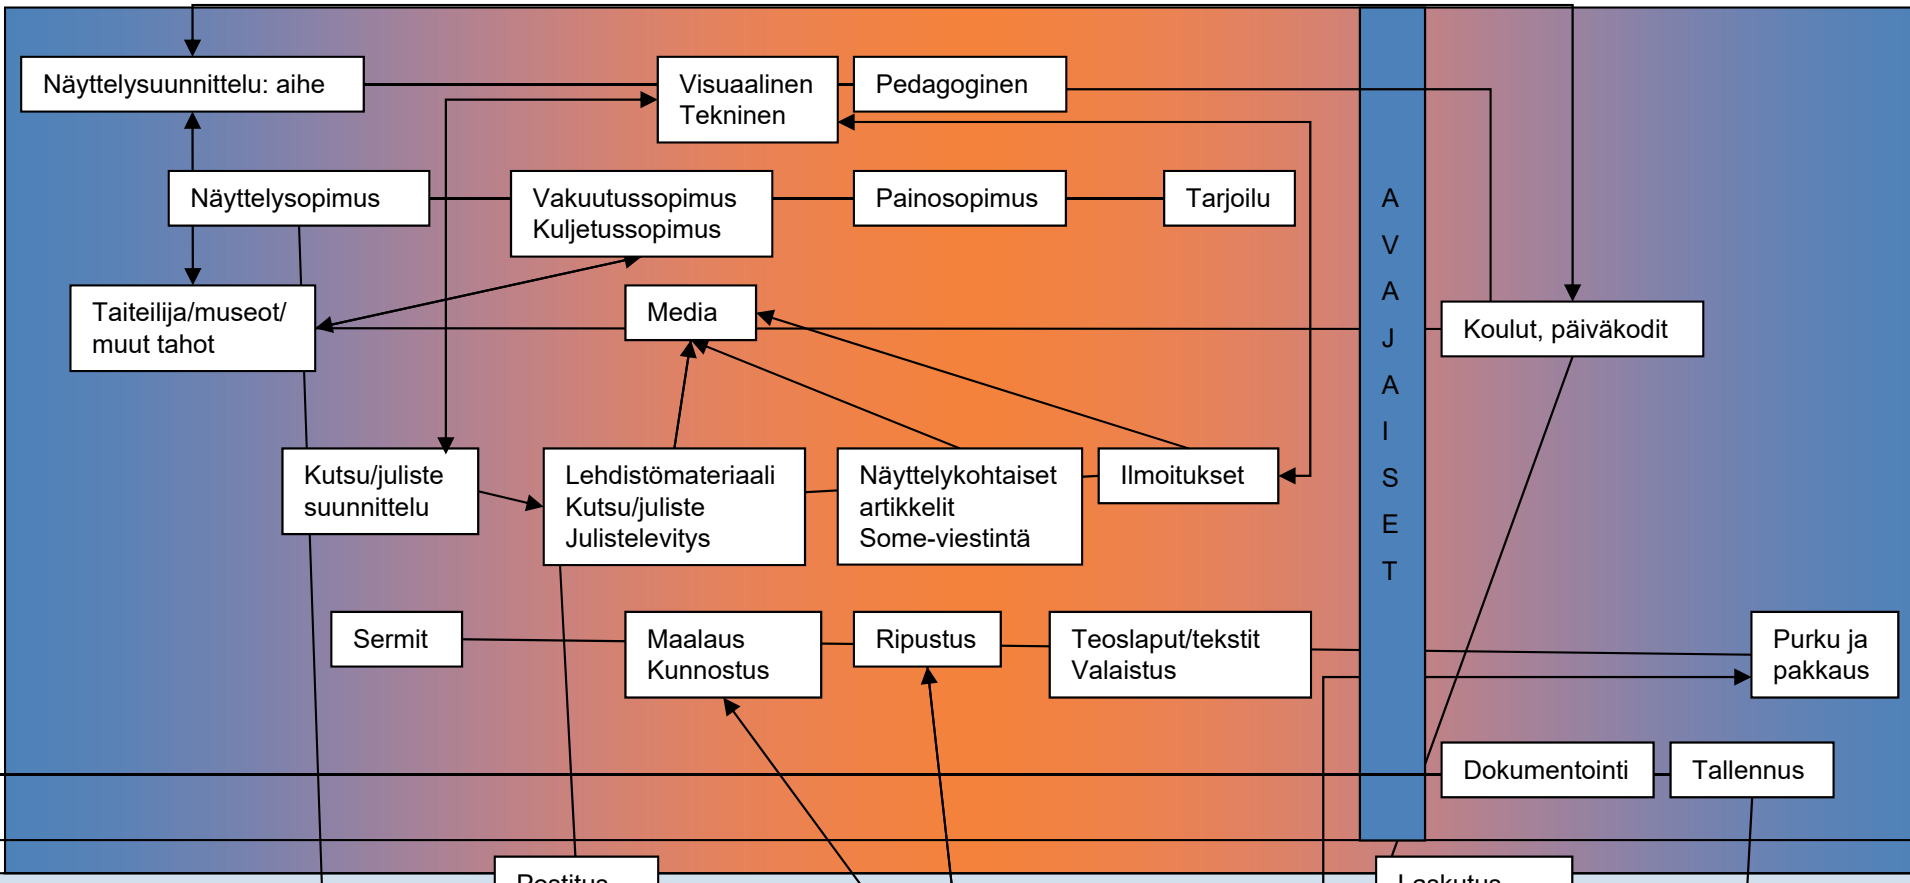 Näyttelysuunnittelu: aihe
Visuaalinen
Tekninen
Pedagoginen
Näyttelysopimus
Vakuutussopimus
Kuljetussopimus
Painosopimus
Tarjoilu
Taiteilija/museot/
muut tahot
Media
Koulut, päiväkodit
A
V
A
J
A
I
S
E
T
Kutsu/juliste
suunnittelu
Lehdistömateriaali
Kutsu/juliste
Julistelevitys
Näyttelykohtaiset
artikkelit
Some-viestintä
Ilmoitukset
Sermit
Maalaus
Kunnostus
Ripustus
Teoslaput/tekstit
Valaistus
Purku ja
pakkaus
Dokumentointi
Tallennus
Postitus
Laskutus